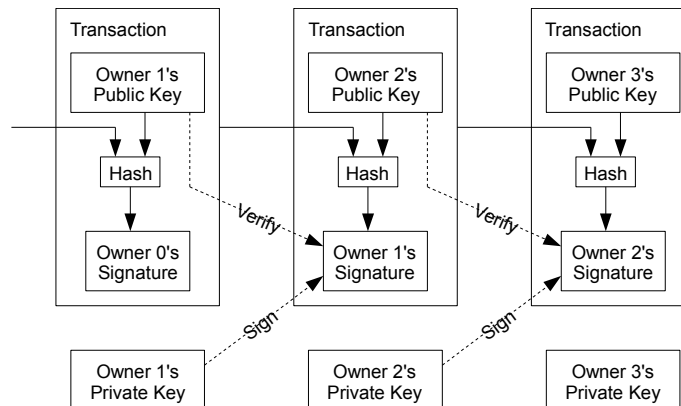 Transaction
Owner 1's
Public Key
Hash
Owner 0's
Signature
Transaction
Owner 2's
Public Key
Hash
Verify
Owner 1's
Signature
Transaction
Owner 3's
Public Key
Hash
Verify
Owner 2's
Signature
Sign
Sign
Owner 1's
Private Key
Owner 2's
Private Key
Owner 3's
Private Key